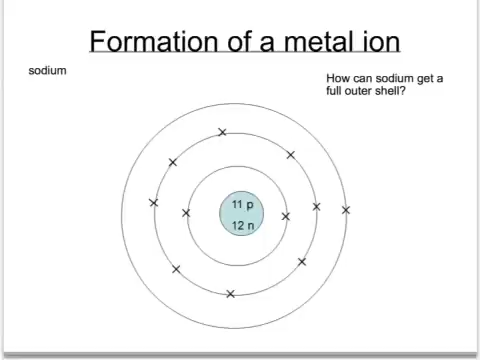 Formation of a metal ion
sodium
How can sodium get a
full outer shell?
11 p
12 n